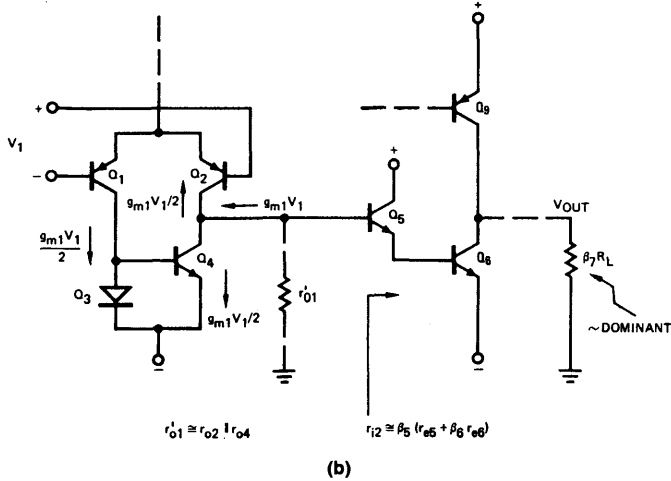 +
+
Q9
+
V1
−
Q1
Q2
gm1V1/2
gm1V1
+
Q5
VOUT
gm1V1
2
Q4
Q6
β7RL
Q3
gm1V1/2
r'01
~DOMINANT
−
−
r'o1 ≅ ro2 ∥ ro4
ri2 ≅ β5 (re5 + β6 re6)
(b)